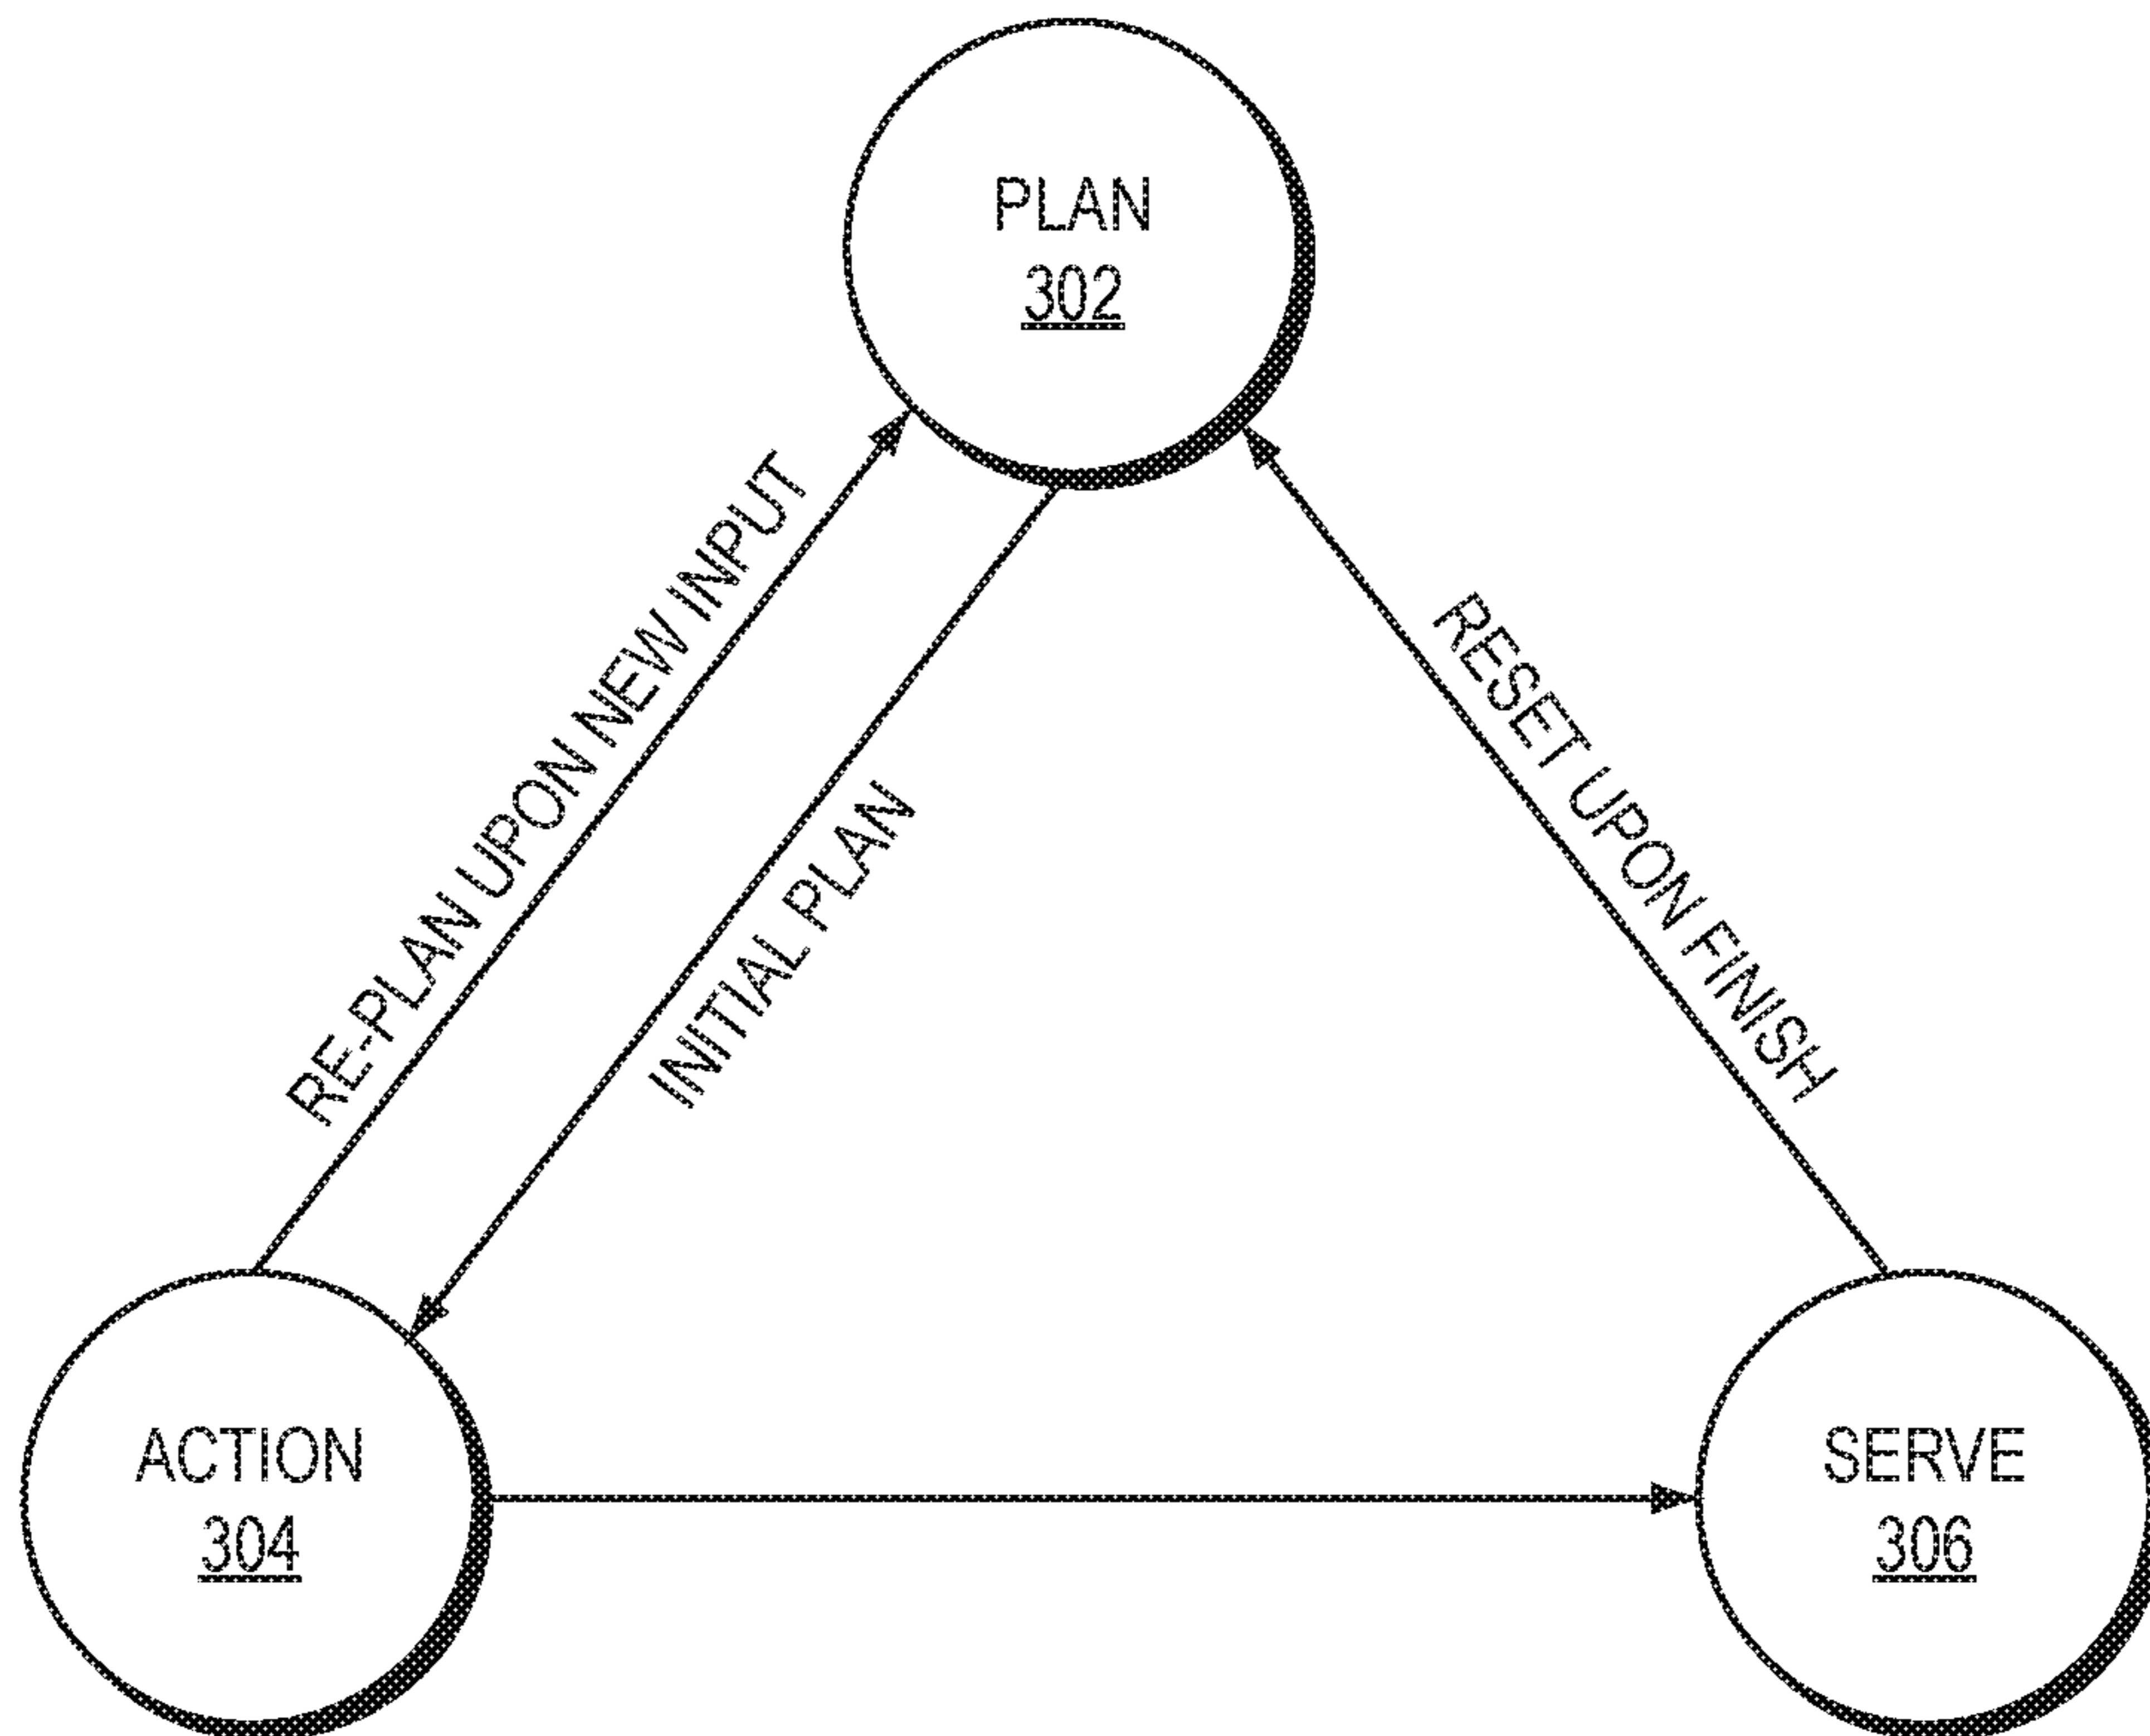 PLAN
302
RE-PLAN UPON NEW INPUT
INITIAL PLAN
RESET UPON FINISH
ACTION
304
SERVE
306